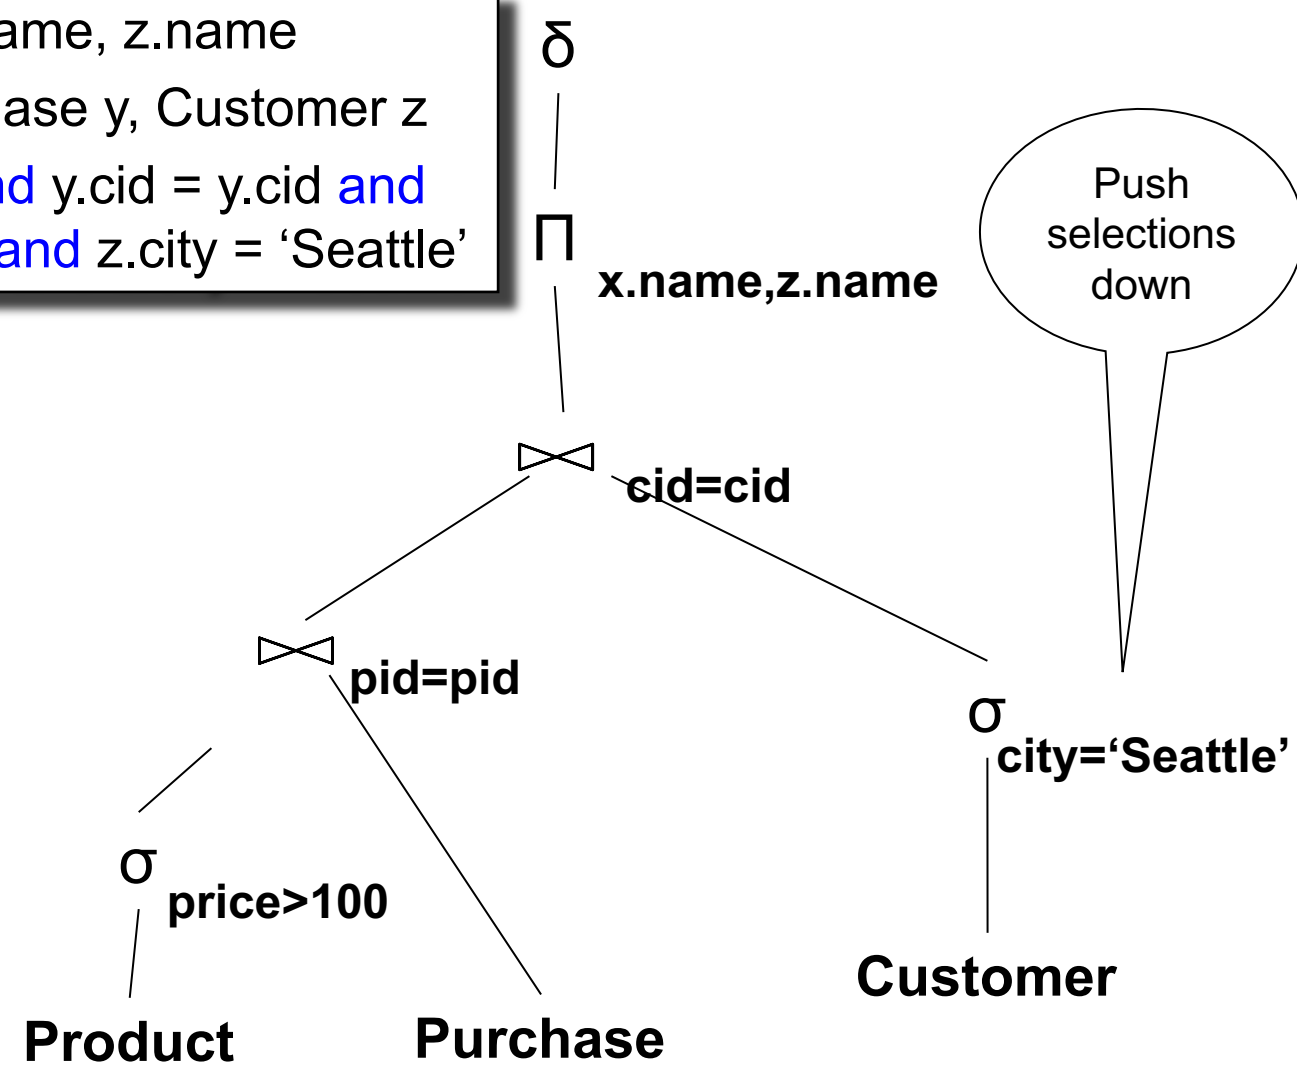 ame, z.name
ase y, Customer z
nd y.cid = y.cid and
and z.city = ‘Seattle’
δ
Π
x.name,z.name
Push
selections
down
cid=cid
pid=pid
σ
city=‘Seattle’
σ
price>100
Customer
Product
Purchase